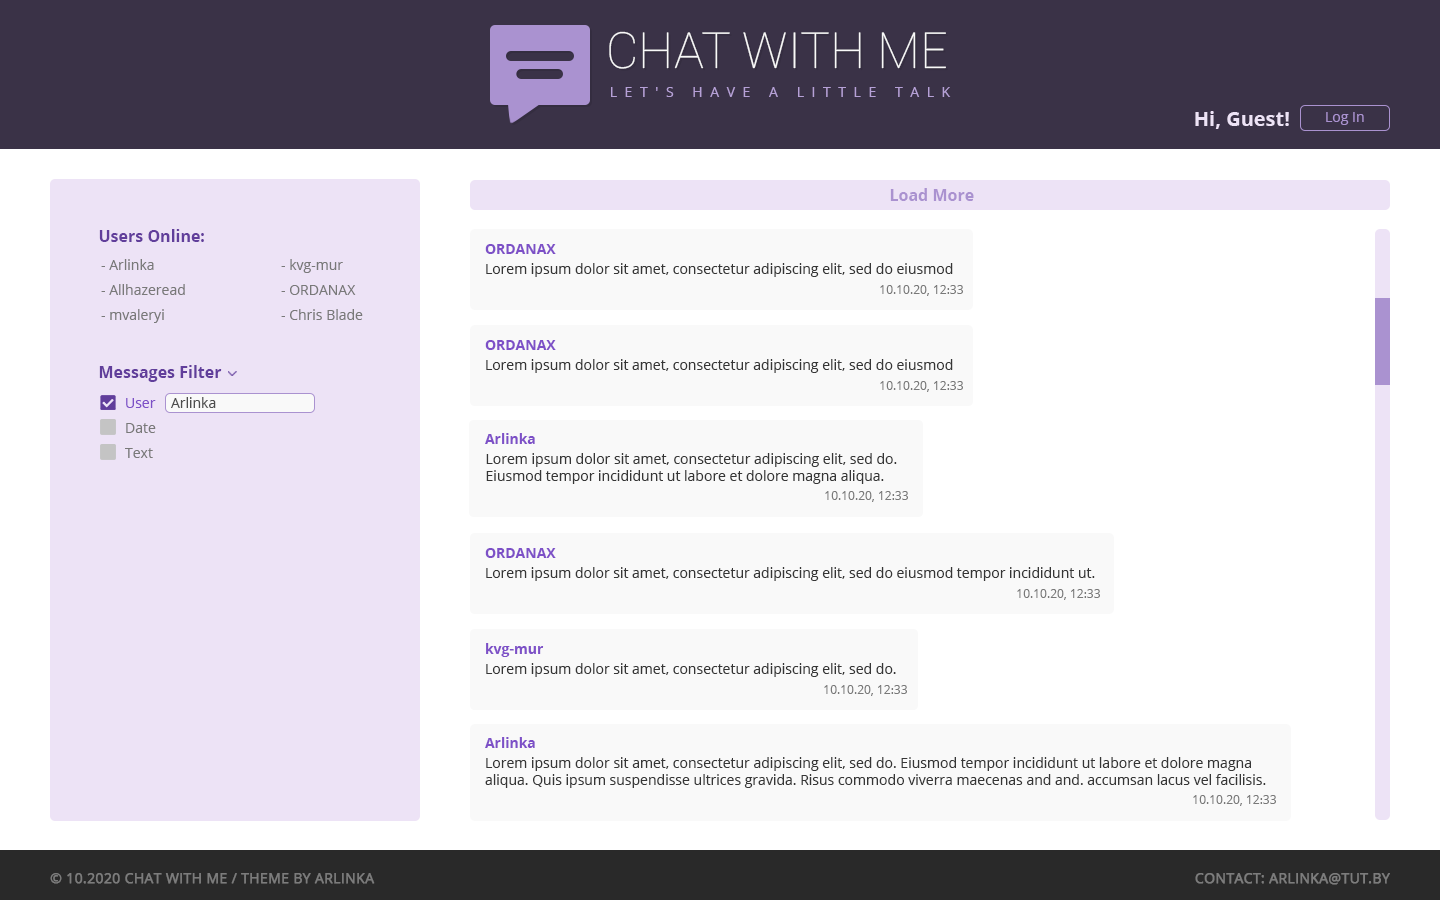 CHAT WITH ME
LET'S HAVE A LITTLE TALK
Hi, Guest!
Log In
Users Online:
- Arlinka
- kvg-mur
- Allhazeread
- ORDANAX
- mvaleryi
- Chris Blade
Messages Filter
User
Arlinka
Date
Text
Load More
ORDANAX
Lorem ipsum dolor sit amet, consectetur adipiscing elit, sed do eiusmod
10.10.20, 12:33
ORDANAX
Lorem ipsum dolor sit amet, consectetur adipiscing elit, sed do eiusmod
10.10.20, 12:33
Arlinka
Lorem ipsum dolor sit amet, consectetur adipiscing elit, sed do.
Eiusmod tempor incididunt ut labore et dolore magna aliqua.
10.10.20, 12:33
ORDANAX
Lorem ipsum dolor sit amet, consectetur adipiscing elit, sed do eiusmod tempor incididunt ut.
10.10.20, 12:33
kvg-mur
Lorem ipsum dolor sit amet, consectetur adipiscing elit, sed do.
10.10.20, 12:33
Arlinka
Lorem ipsum dolor sit amet, consectetur adipiscing elit, sed do. Eiusmod tempor incididunt ut labore et dolore magna
aliqua. Quis ipsum suspendisse ultrices gravida. Risus commodo viverra maecenas and and. accumsan lacus vel facilisis.
10.10.20, 12:33
© 10.2020 CHAT WITH ME / THEME BY ARLINKA
CONTACT: ARLINKA@TUT.BY